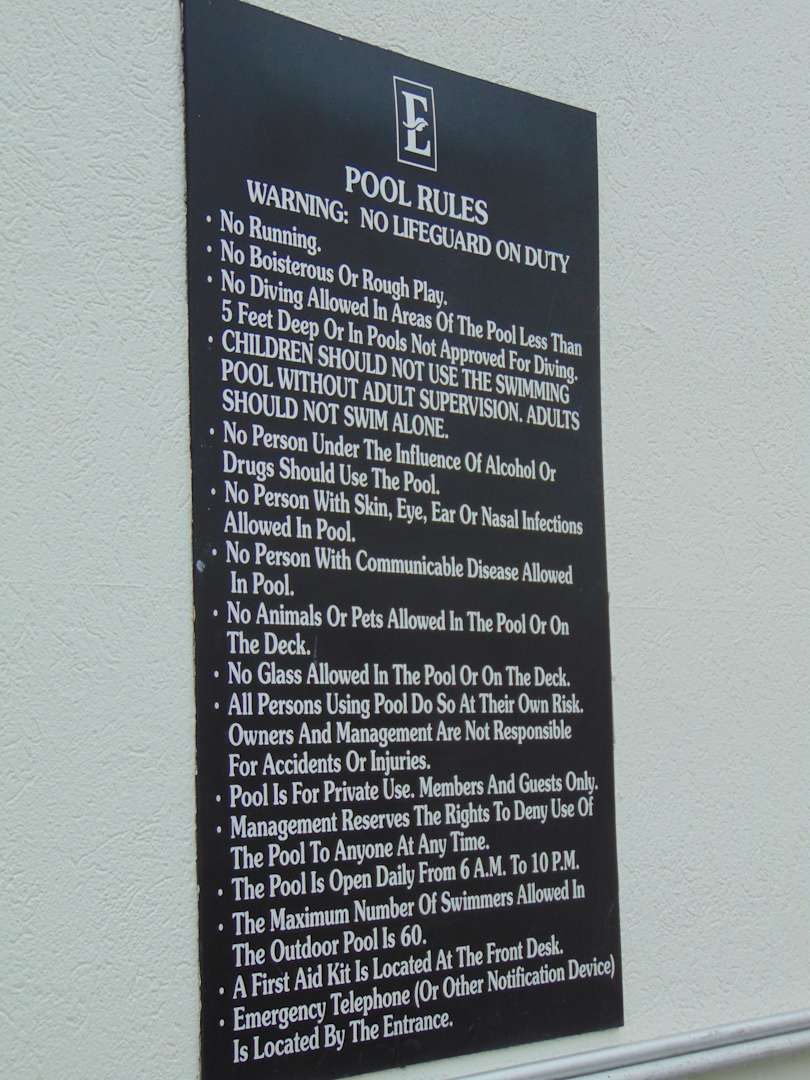 E
POOL RULES
WARNING: NO LIFEGUARD ON DUTY
• No Running.
• No Boisterous Or Rough Play.
• No Diving Allowed In Areas Of The Pool Less Than
5 Feet Deep Or In Pools Not Approved For Diving.
• CHILDREN SHOULD NOT USE THE SWIMMING
POOL WITHOUT ADULT SUPERVISION. ADULTS
SHOULD NOT SWIM ALONE.
• No Person Under The Influence Of Alcohol Or
Drugs Should Use The Pool.
• No Person With Skin, Eye, Ear Or Nasal Infections
Allowed In Pool.
• No Person With Communicable Disease Allowed
In Pool.
• No Animals Or Pets Allowed In The Pool Or On
The Deck.
• No Glass Allowed In The Pool Or On The Deck.
• All Persons Using Pool Do So At Their Own Risk.
Owners And Management Are Not Responsible
For Accidents Or Injuries.
• Pool Is For Private Use. Members And Guests Only.
• Management Reserves The Rights To Deny Use Of
The Pool To Anyone At Any Time.
• The Pool Is Open Daily From 6 A.M. To 10 P.M.
• The Maximum Number Of Swimmers Allowed In
The Outdoor Pool Is 60.
• A First Aid Kit Is Located At The Front Desk.
• Emergency Telephone (Or Other Notification Device)
Is Located By The Entrance.